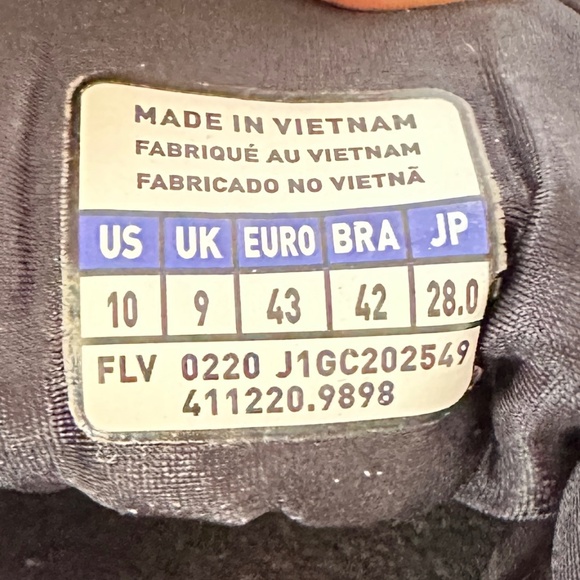 MADE IN VIETNAM
FABRIQUÉ AU VIETNAM
FABRICADO NO VIETNÃ
US UK EURO BRA JP
10 9 43 42 28.0
FLV 0220 J1GC202549
411220.9898